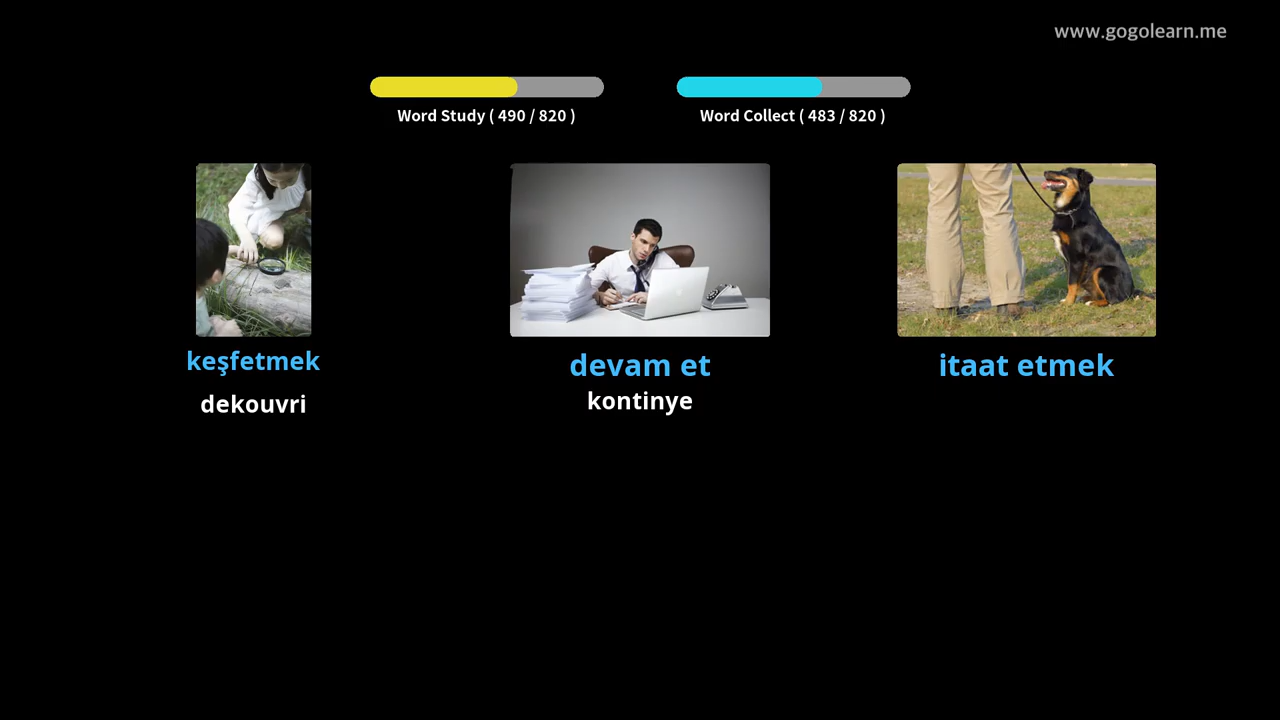 www.gogolearn.me
Word Study ( 490 / 820 )
Word Collect ( 483 / 820 )
keşfetmek
dekouvri
devam et
kontinye
itaat etmek